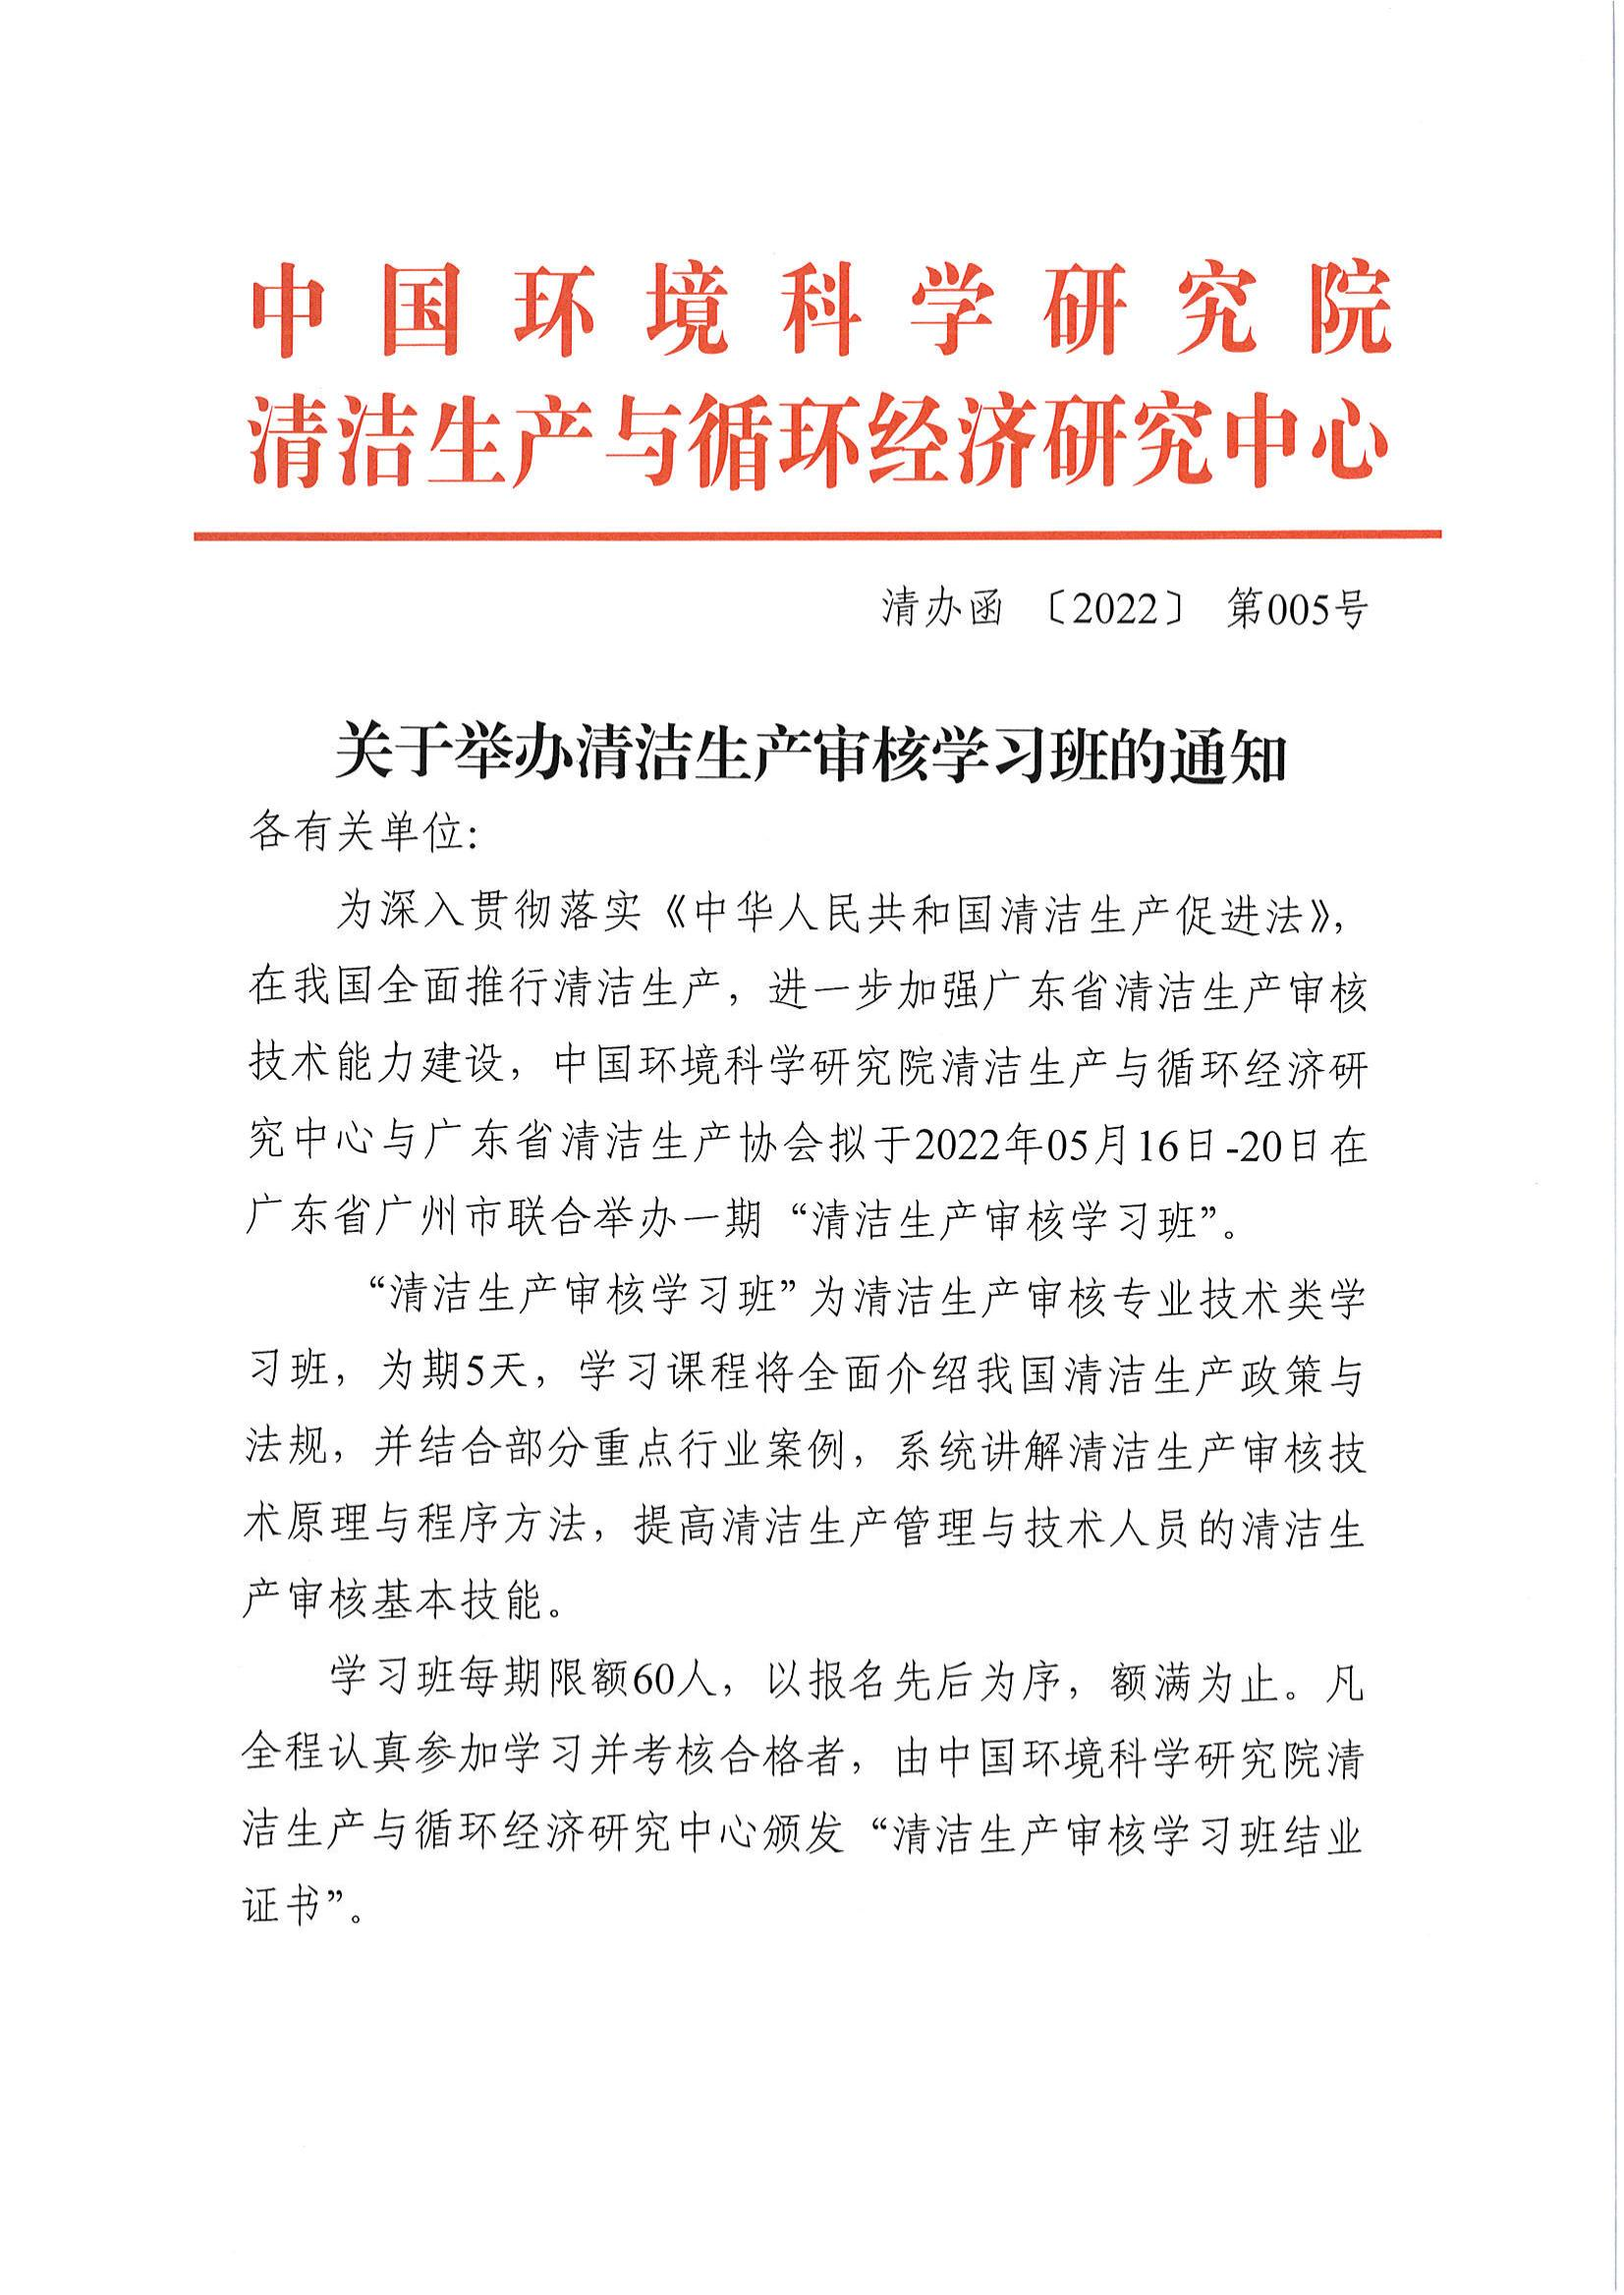 中国环境科学研究院
清洁生产与循环经济研究中心
清办函〔2022〕第005号
关于举办清洁生产审核学习班的通知
各有关单位：
为深入贯彻落实《中华人民共和国清洁生产促进法》，
在我国全面推行清洁生产，进一步加强广东省清洁生产审核
技术能力建设，中国环境科学研究院清洁生产与循环经济研
究中心与广东省清洁生产协会拟于2022年05月16日-20日在
广东省广州市联合举办一期“清洁生产审核学习班”。
“清洁生产审核学习班”为清洁生产审核专业技术类学
习班，为期5天，学习课程将全面介绍我国清洁生产政策与
法规，并结合部分重点行业案例，系统讲解清洁生产审核技
术原理与程序方法，提高清洁生产管理与技术人员的清洁生
产审核基本技能。
学习班每期限额60人，以报名先后为序，额满为止。凡
全程认真参加学习并考核合格者，由中国环境科学研究院清
洁生产与循环经济研究中心颁发“清洁生产审核学习班结业
证书”。